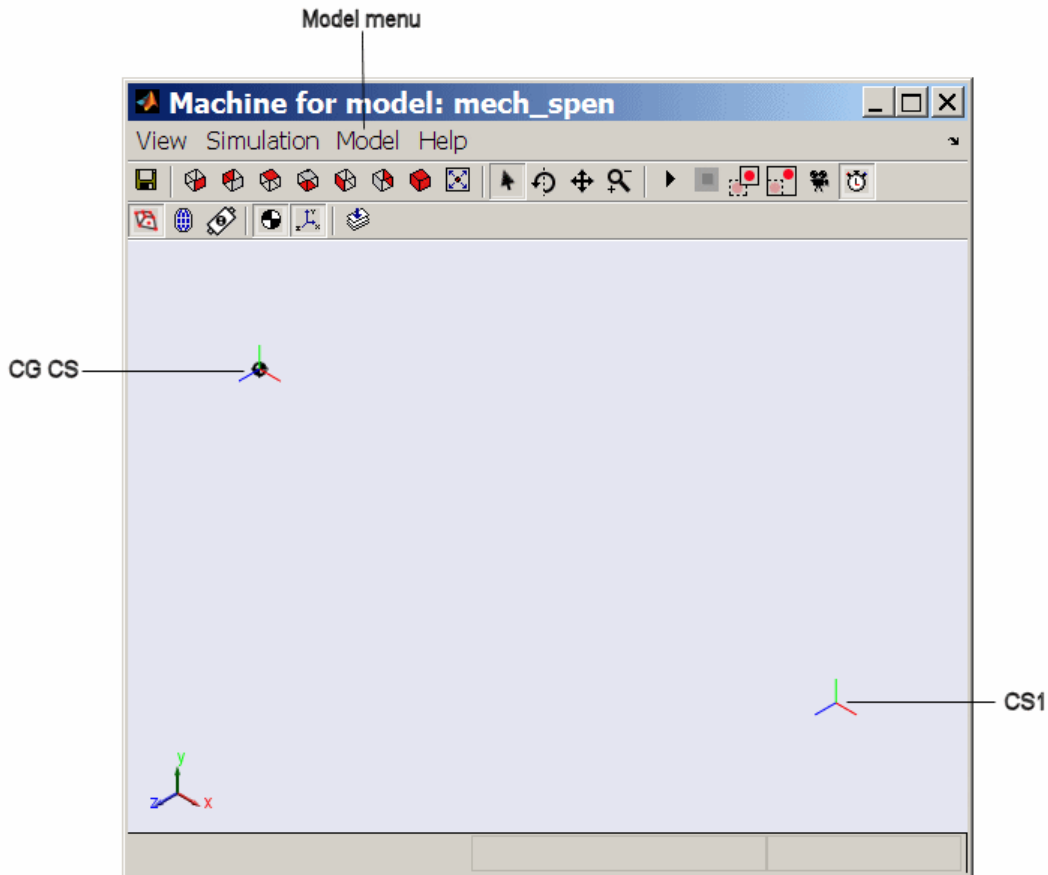 Model menu
Machine for model: mech_spen
View Simulation Model Help
CG CS
CS1
y
z x